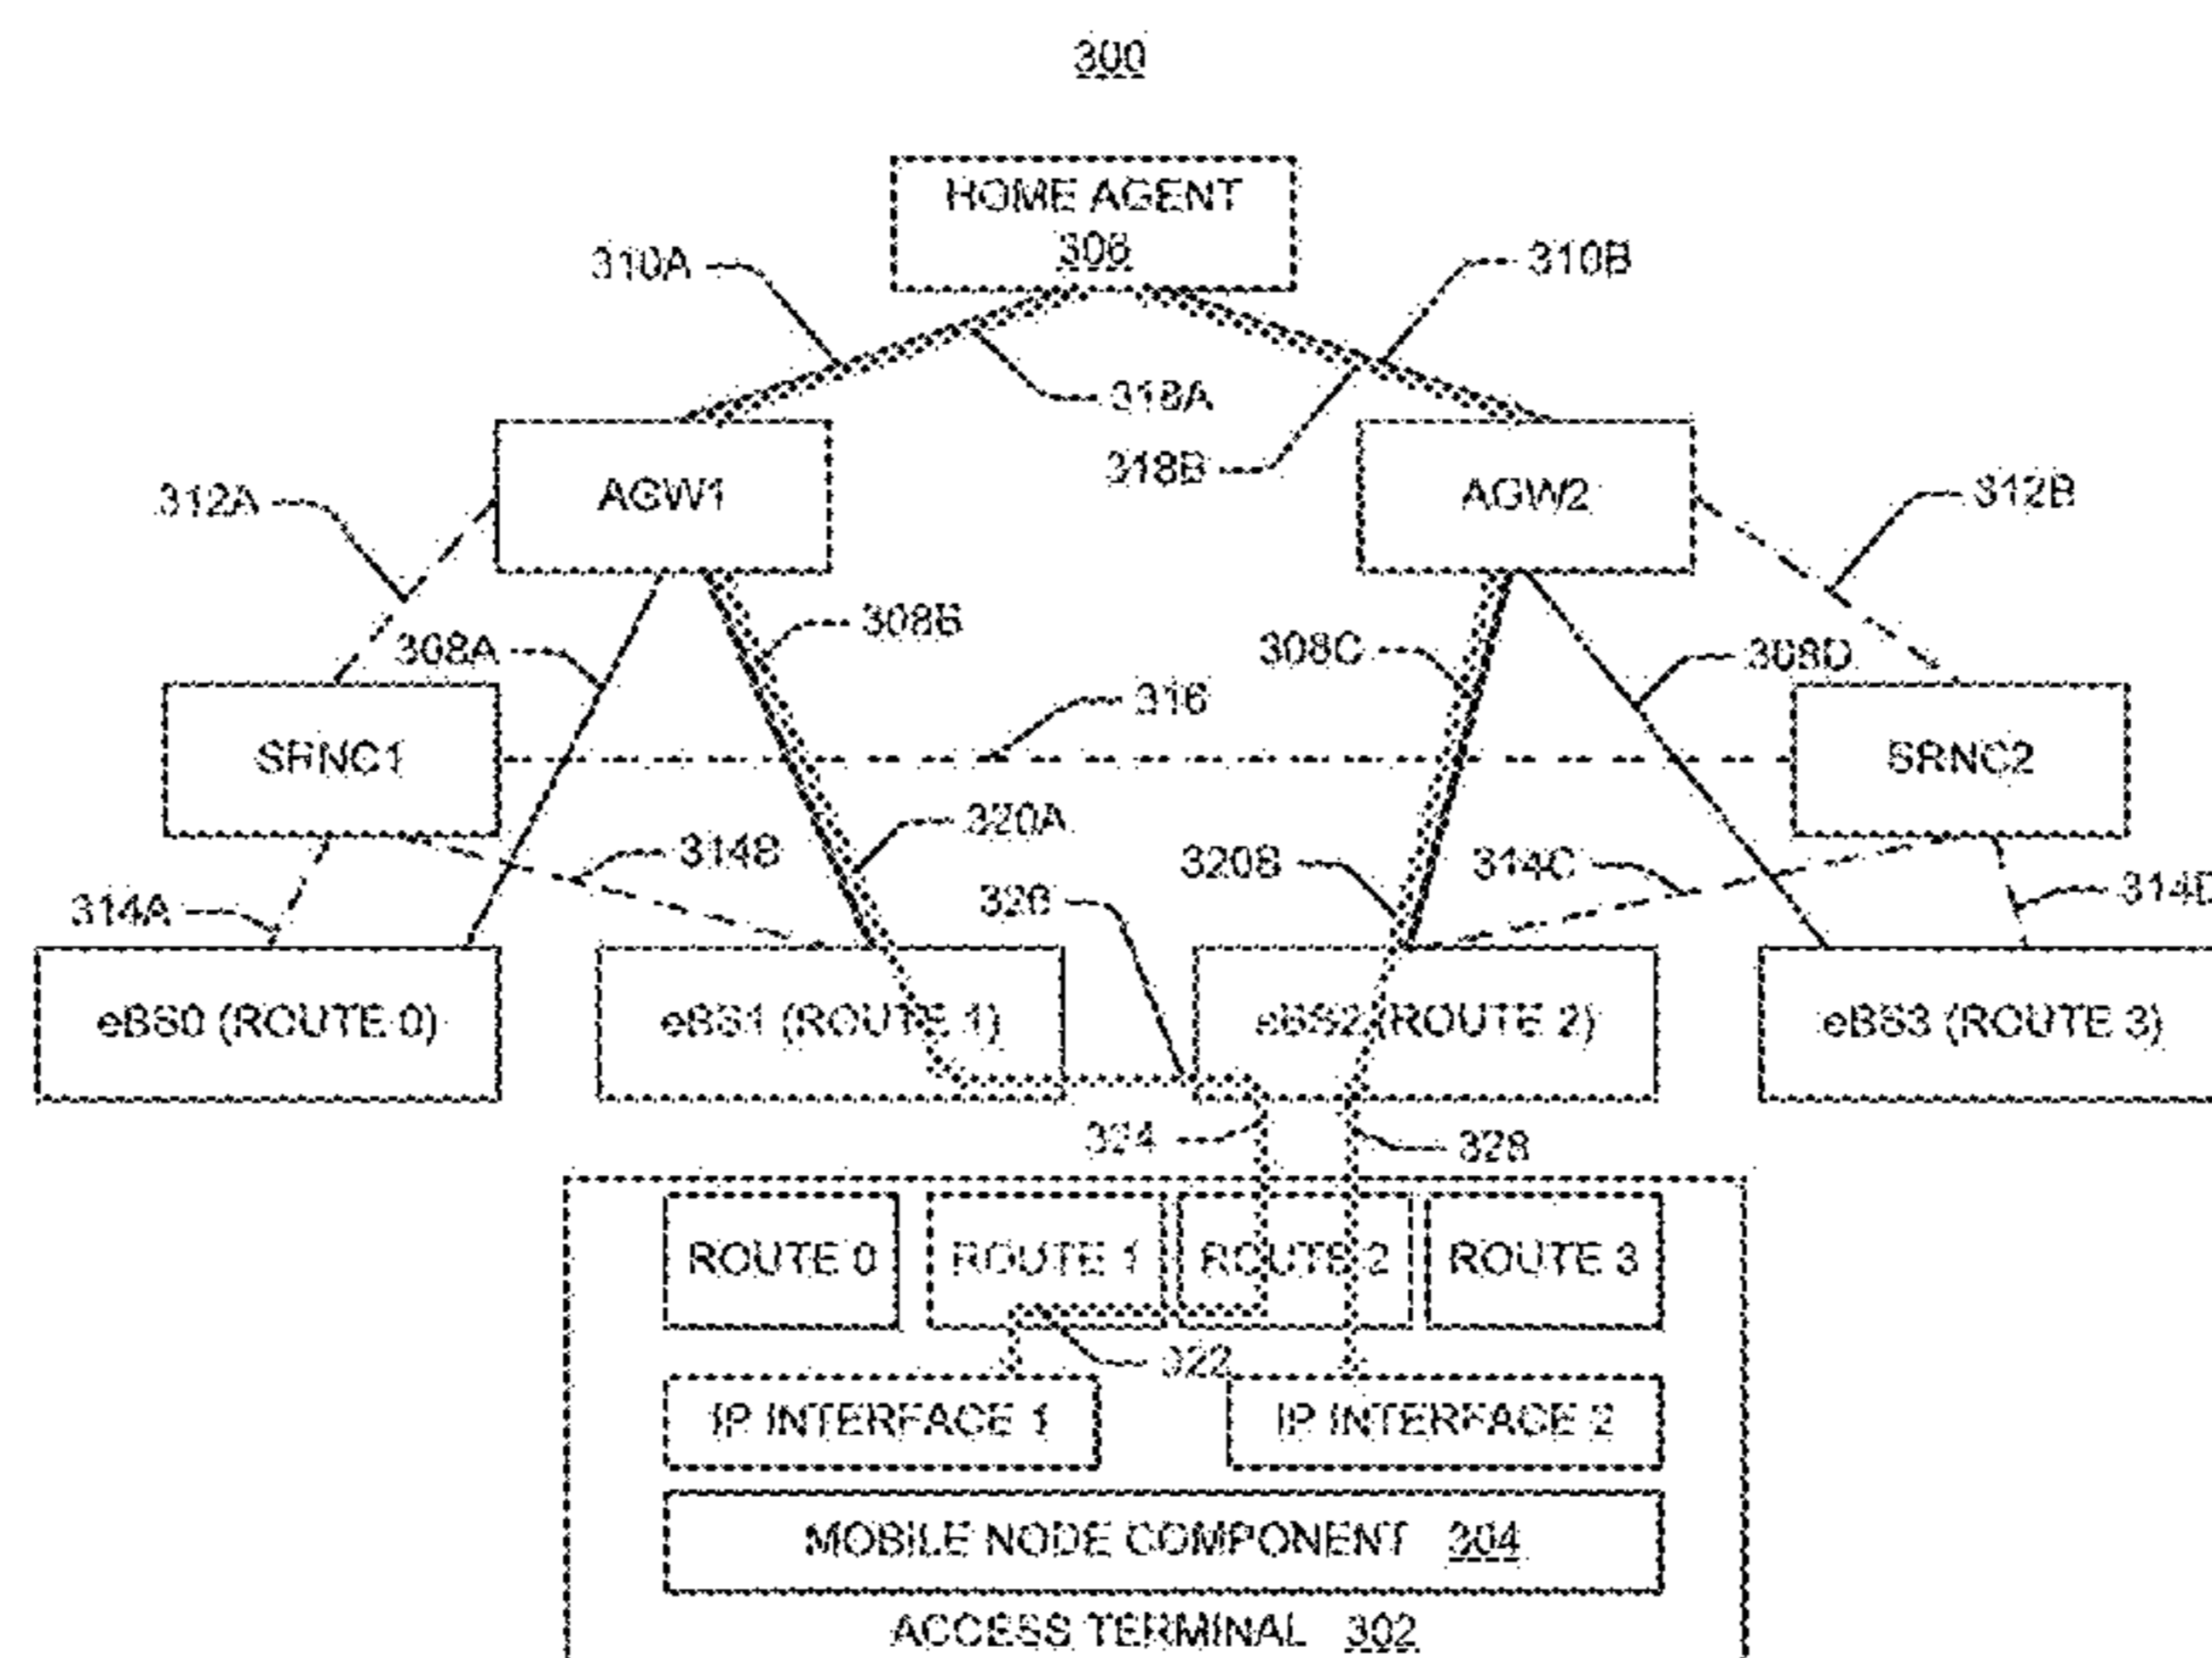 300
HOME AGENT
306
310A
310B
318A
318B
312A
AGW1
AGW2
312B
308A
308B
308C
308D
316
SRNC1
SRNC2
320A
314B
320B
314C
314A
326
314D
eBS0 (ROUTE 0)
eBS1 (ROUTE 1)
eBS2 (ROUTE 2)
eBS3 (ROUTE 3)
324
328
ROUTE 0
ROUTE 1
ROUTE 2
ROUTE 3
322
IP INTERFACE 1
IP INTERFACE 2
MOBILE NODE COMPONENT 304
ACCESS TERMINAL 302